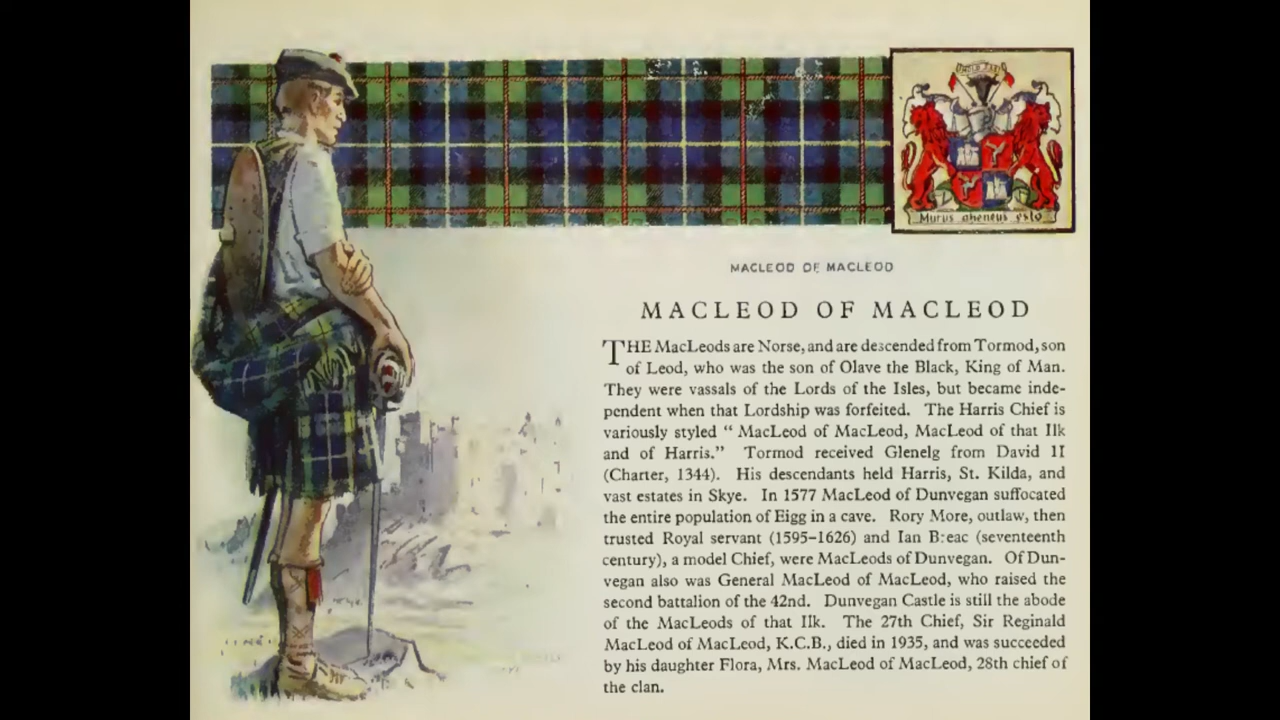 HOLD FAST
Murus aheneus esto
MACLEOD OF MACLEOD
MACLEOD OF MACLEOD
THE MacLeods are Norse, and are descended from Tormod, son
of Leod, who was the son of Olave the Black, King of Man.
They were vassals of the Lords of the Isles, but became inde-
pendent when that Lordship was forfeited. The Harris Chief is
variously styled “ MacLeod of MacLeod, MacLeod of that Ilk
and of Harris.” Tormod received Glenelg from David II
(Charter, 1344). His descendants held Harris, St. Kilda, and
vast estates in Skye. In 1577 MacLeod of Dunvegan suffocated
the entire population of Eigg in a cave. Rory More, outlaw, then
trusted Royal servant (1595–1626) and Ian Breac (seventeenth
century), a model Chief, were MacLeods of Dunvegan. Of Dun-
vegan also was General MacLeod of MacLeod, who raised the
second battalion of the 42nd. Dunvegan Castle is still the abode
of the MacLeods of that Ilk. The 27th Chief, Sir Reginald
MacLeod of MacLeod, K.C.B., died in 1935, and was succeeded
by his daughter Flora, Mrs. MacLeod of MacLeod, 28th chief of
the clan.